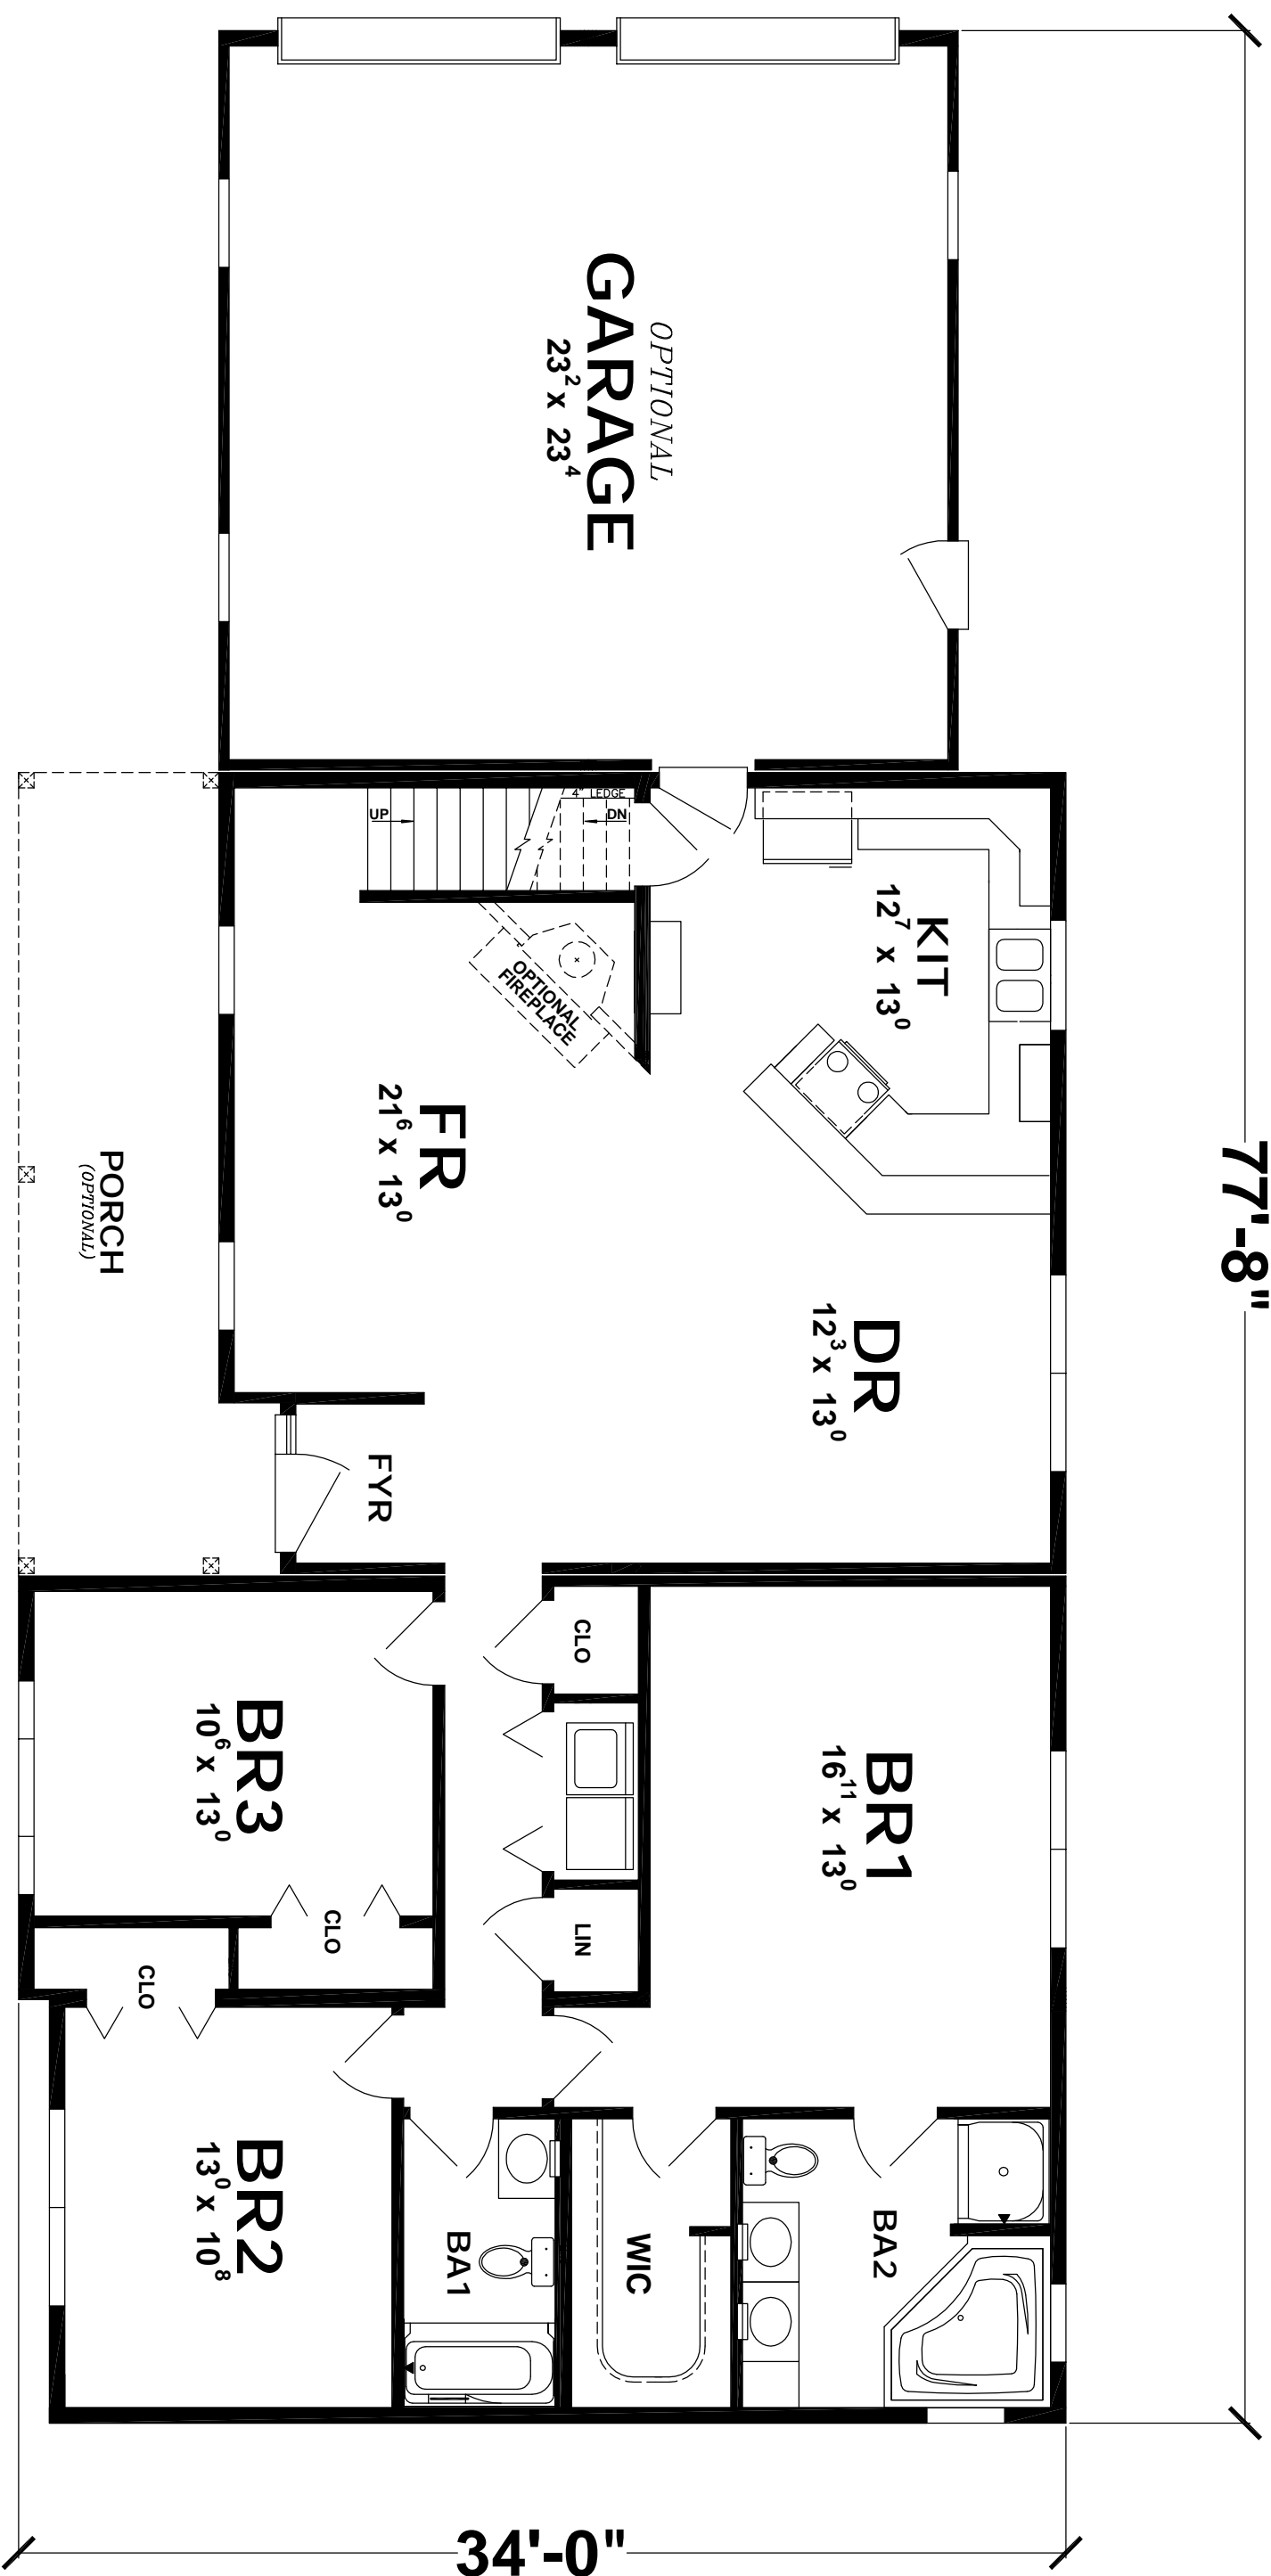 77'-8"
OPTIONAL
GARAGE
23² x 23⁴
KIT
12⁷ x 13⁰
DR
12³ x 13⁰
BR1
16¹¹ x 13⁰
BA2
4" LEDGE
UP
DN
OPTIONAL
FIREPLACE
FR
21⁶ x 13⁰
FYR
CLO
LIN
WIC
BA1
BR3
10⁶ x 13⁰
CLO
CLO
BR2
13⁰ x 10⁸
PORCH
(OPTIONAL)
34'-0"